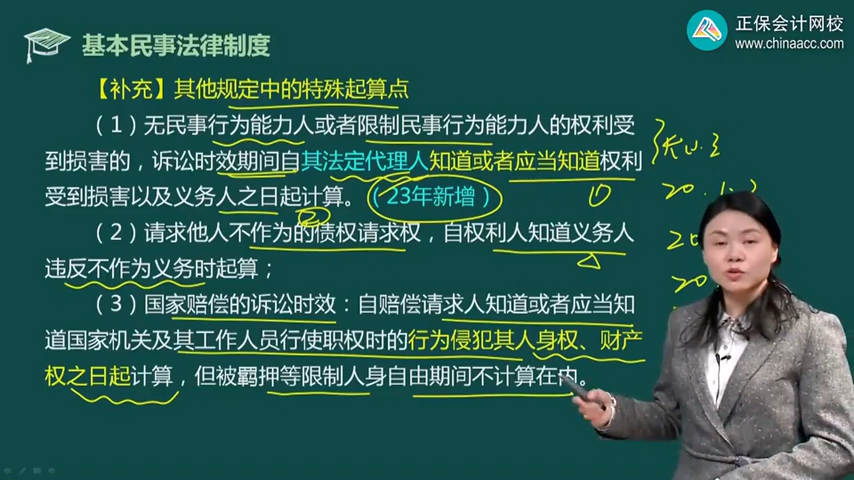 基本民事法律制度
正保会计网校
www.chinaacc.com
【补充】其他规定中的特殊起算点
（1）无民事行为能力人或者限制民事行为能力人的权利受
到损害的，诉讼时效期间自其法定代理人知道或者应当知道权利
受到损害以及义务人之日起计算。（23年新增）
（2）请求他人不作为的债权请求权，自权利人知道义务人
违反不作为义务时起算；
（3）国家赔偿的诉讼时效：自赔偿请求人知道或者应当知
道国家机关及其工作人员行使职权时的行为侵犯其人身权、财产
权之日起计算，但被羁押等限制人身自由期间不计算在内。
①
②